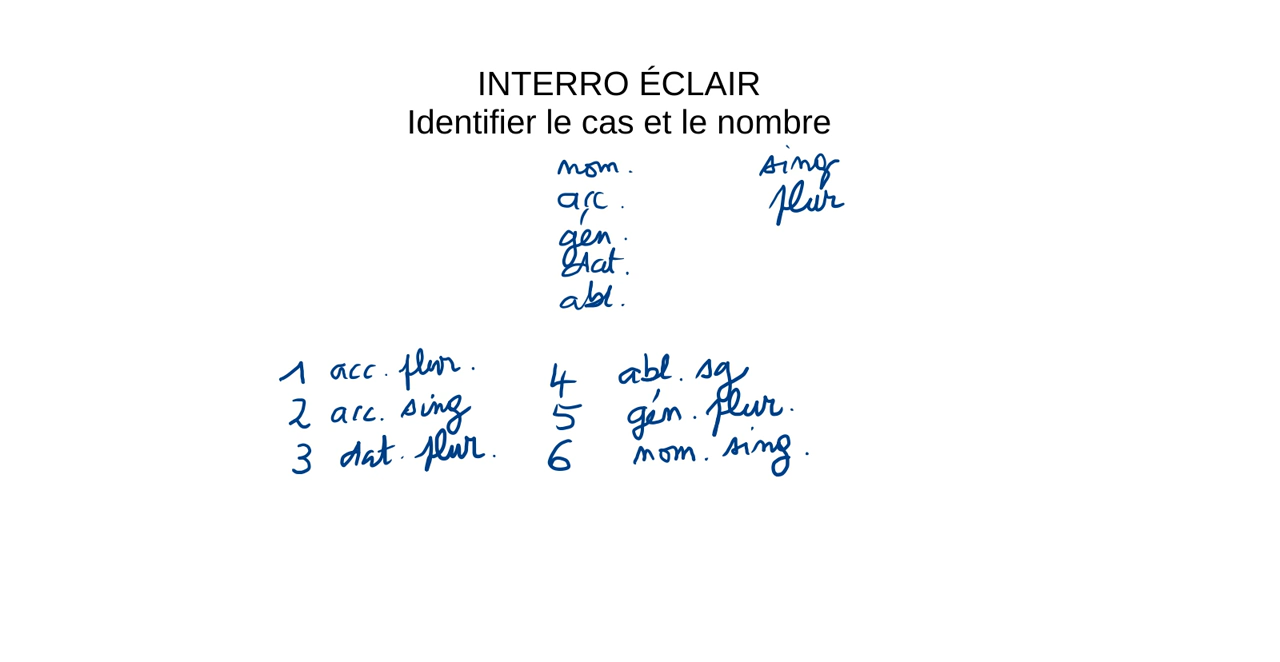 INTERRO ÉCLAIR
Identifier le cas et le nombre
nom. sing
acc. plur
gén.
dat.
abl.
1 acc. plur. 4 abl. sg
2 acc. sing 5 gén. plur.
3 dat. plur. 6 nom. sing.